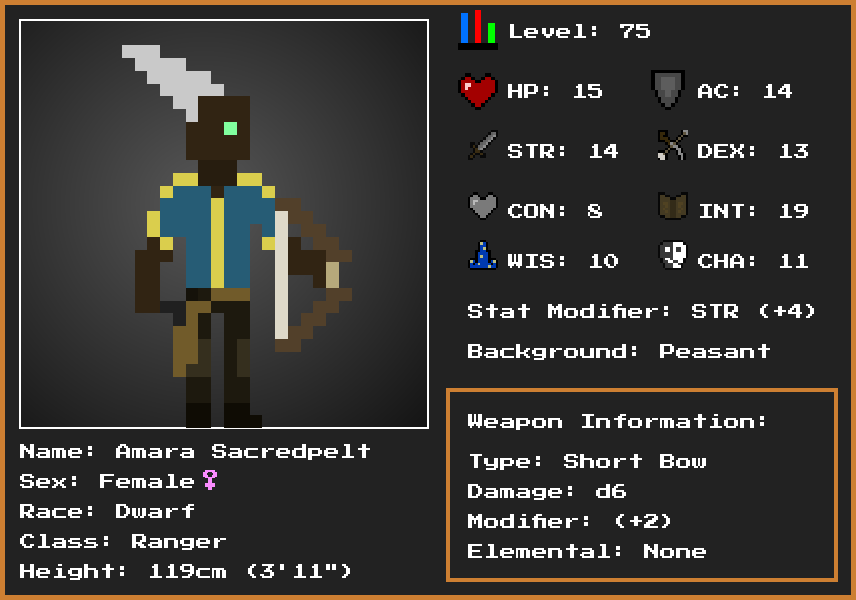 Level: 75
HP: 15
AC: 14
STR: 14
DEX: 13
CON: 8
INT: 19
WIS: 10
CHA: 11
Stat Modifier: STR (+4)
Background: Peasant
Weapon Information:
Type: Short Bow
Damage: d6
Modifier: (+2)
Elemental: None
Name: Amara Sacredpelt
Sex: Female♀
Race: Dwarf
Class: Ranger
Height: 119cm (3'11")